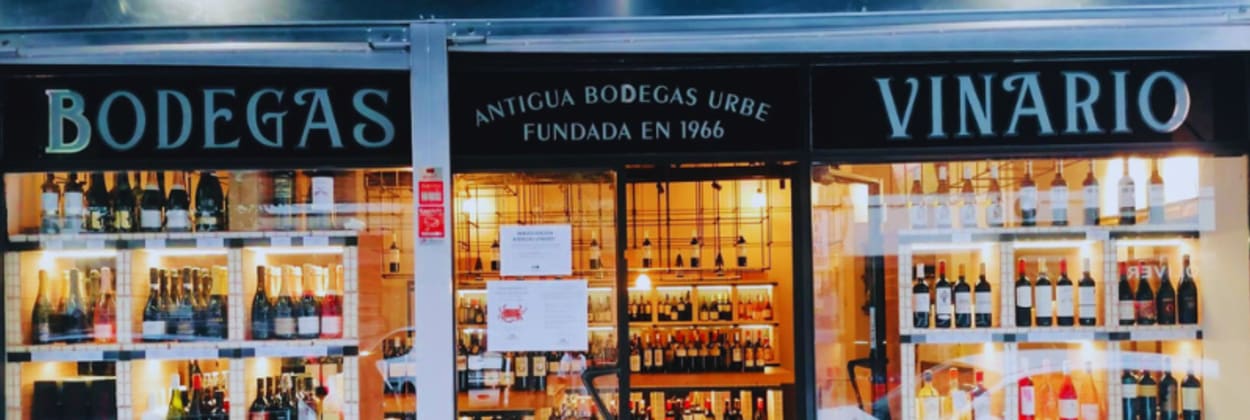 BODEGAS
ANTIGUA BODEGAS URBE
FUNDADA EN 1966
VINARIO